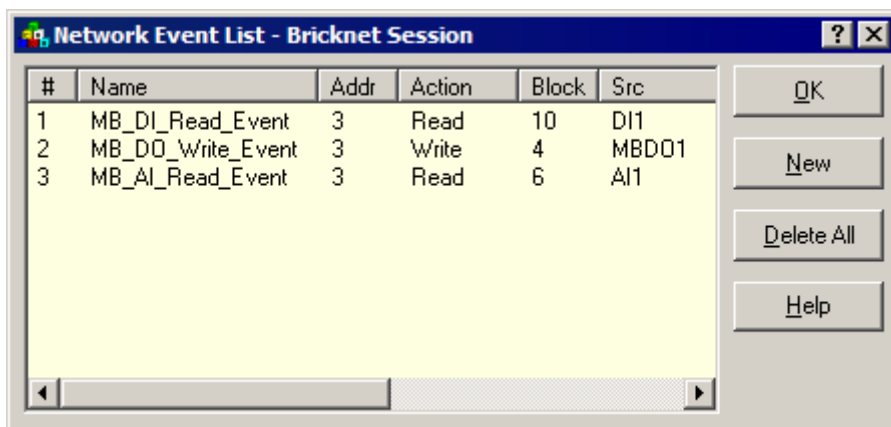 Network Event List - Bricknet Session
# Name Addr Action Block Src
1 MB_DI_Read_Event 3 Read 10 DI1
2 MB_DO_Write_Event 3 Write 4 MBDO1
3 MB_AI_Read_Event 3 Read 6 AI1
OK
New
Delete All
Help